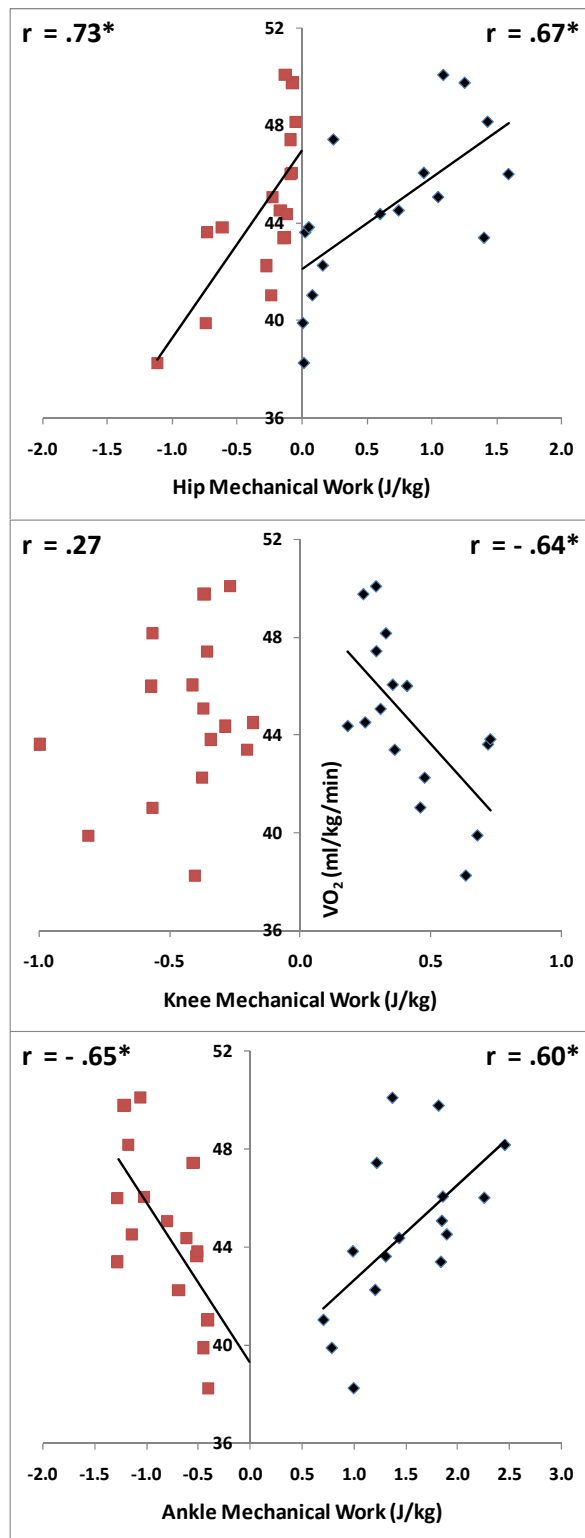 r = .73*
r = .67*
52
48
44
40
36
-2.0 -1.5 -1.0 -0.5 0.0 0.5 1.0 1.5 2.0
Hip Mechanical Work (J/kg)
r = .27
r = - .64*
52
48
44
40
36
VO₂ (ml/kg/min)
-1.0 -0.5 0.0 0.5 1.0
Knee Mechanical Work (J/kg)
r = - .65*
r = .60*
52
48
44
40
36
-2.0 -1.5 -1.0 -0.5 0.0 0.5 1.0 1.5 2.0 2.5 3.0
Ankle Mechanical Work (J/kg)